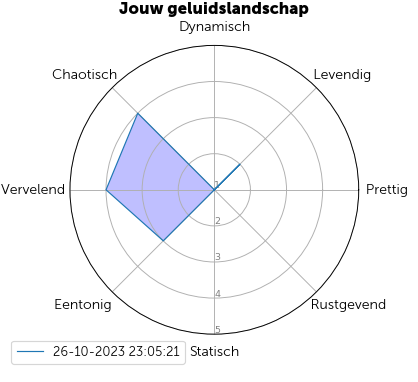 Jouw geluidslandschap
Dynamisch
Chaotisch
Levendig
Vervelend
Prettig
1
2
3
4
5
Eentonig
Rustgevend
26-10-2023 23:05:21
Statisch